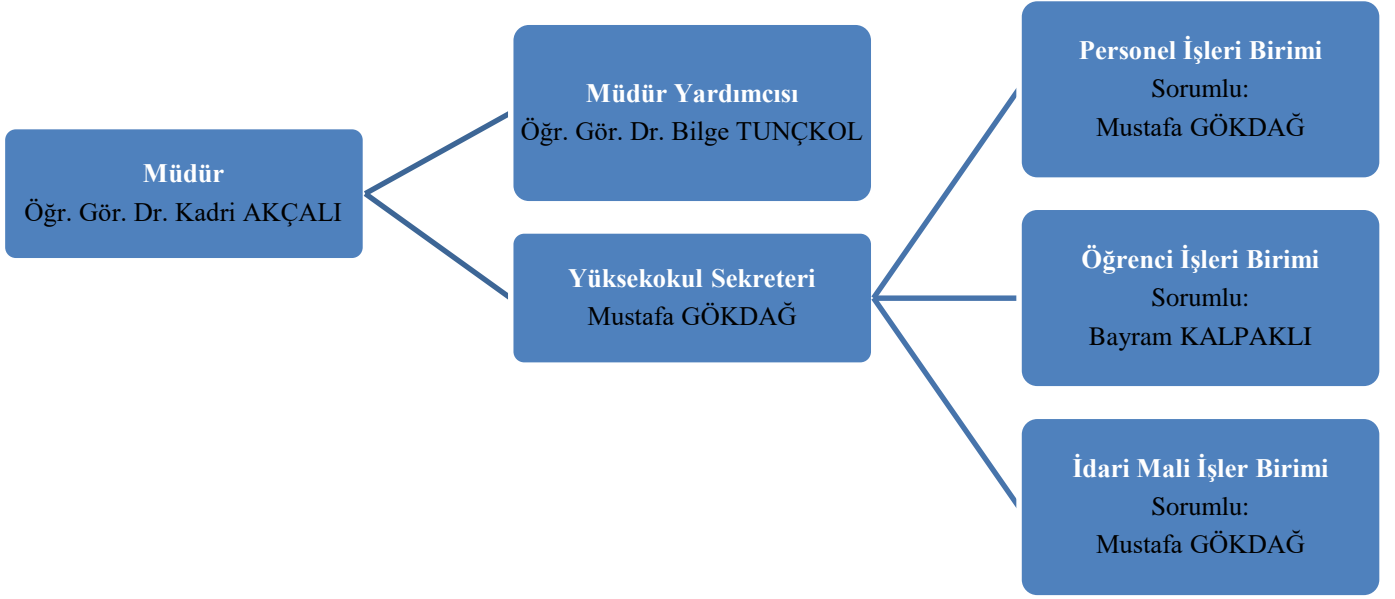 Müdür
Öğr. Gör. Dr. Kadri AKÇALI
Müdür Yardımcısı
Öğr. Gör. Dr. Bilge TUNÇKOL
Yüksekokul Sekreteri
Mustafa GÖKDAĞ
Personel İşleri Birimi
Sorumlu:
Mustafa GÖKDAĞ
Öğrenci İşleri Birimi
Sorumlu:
Bayram KALPAKLI
İdari Mali İşler Birimi
Sorumlu:
Mustafa GÖKDAĞ